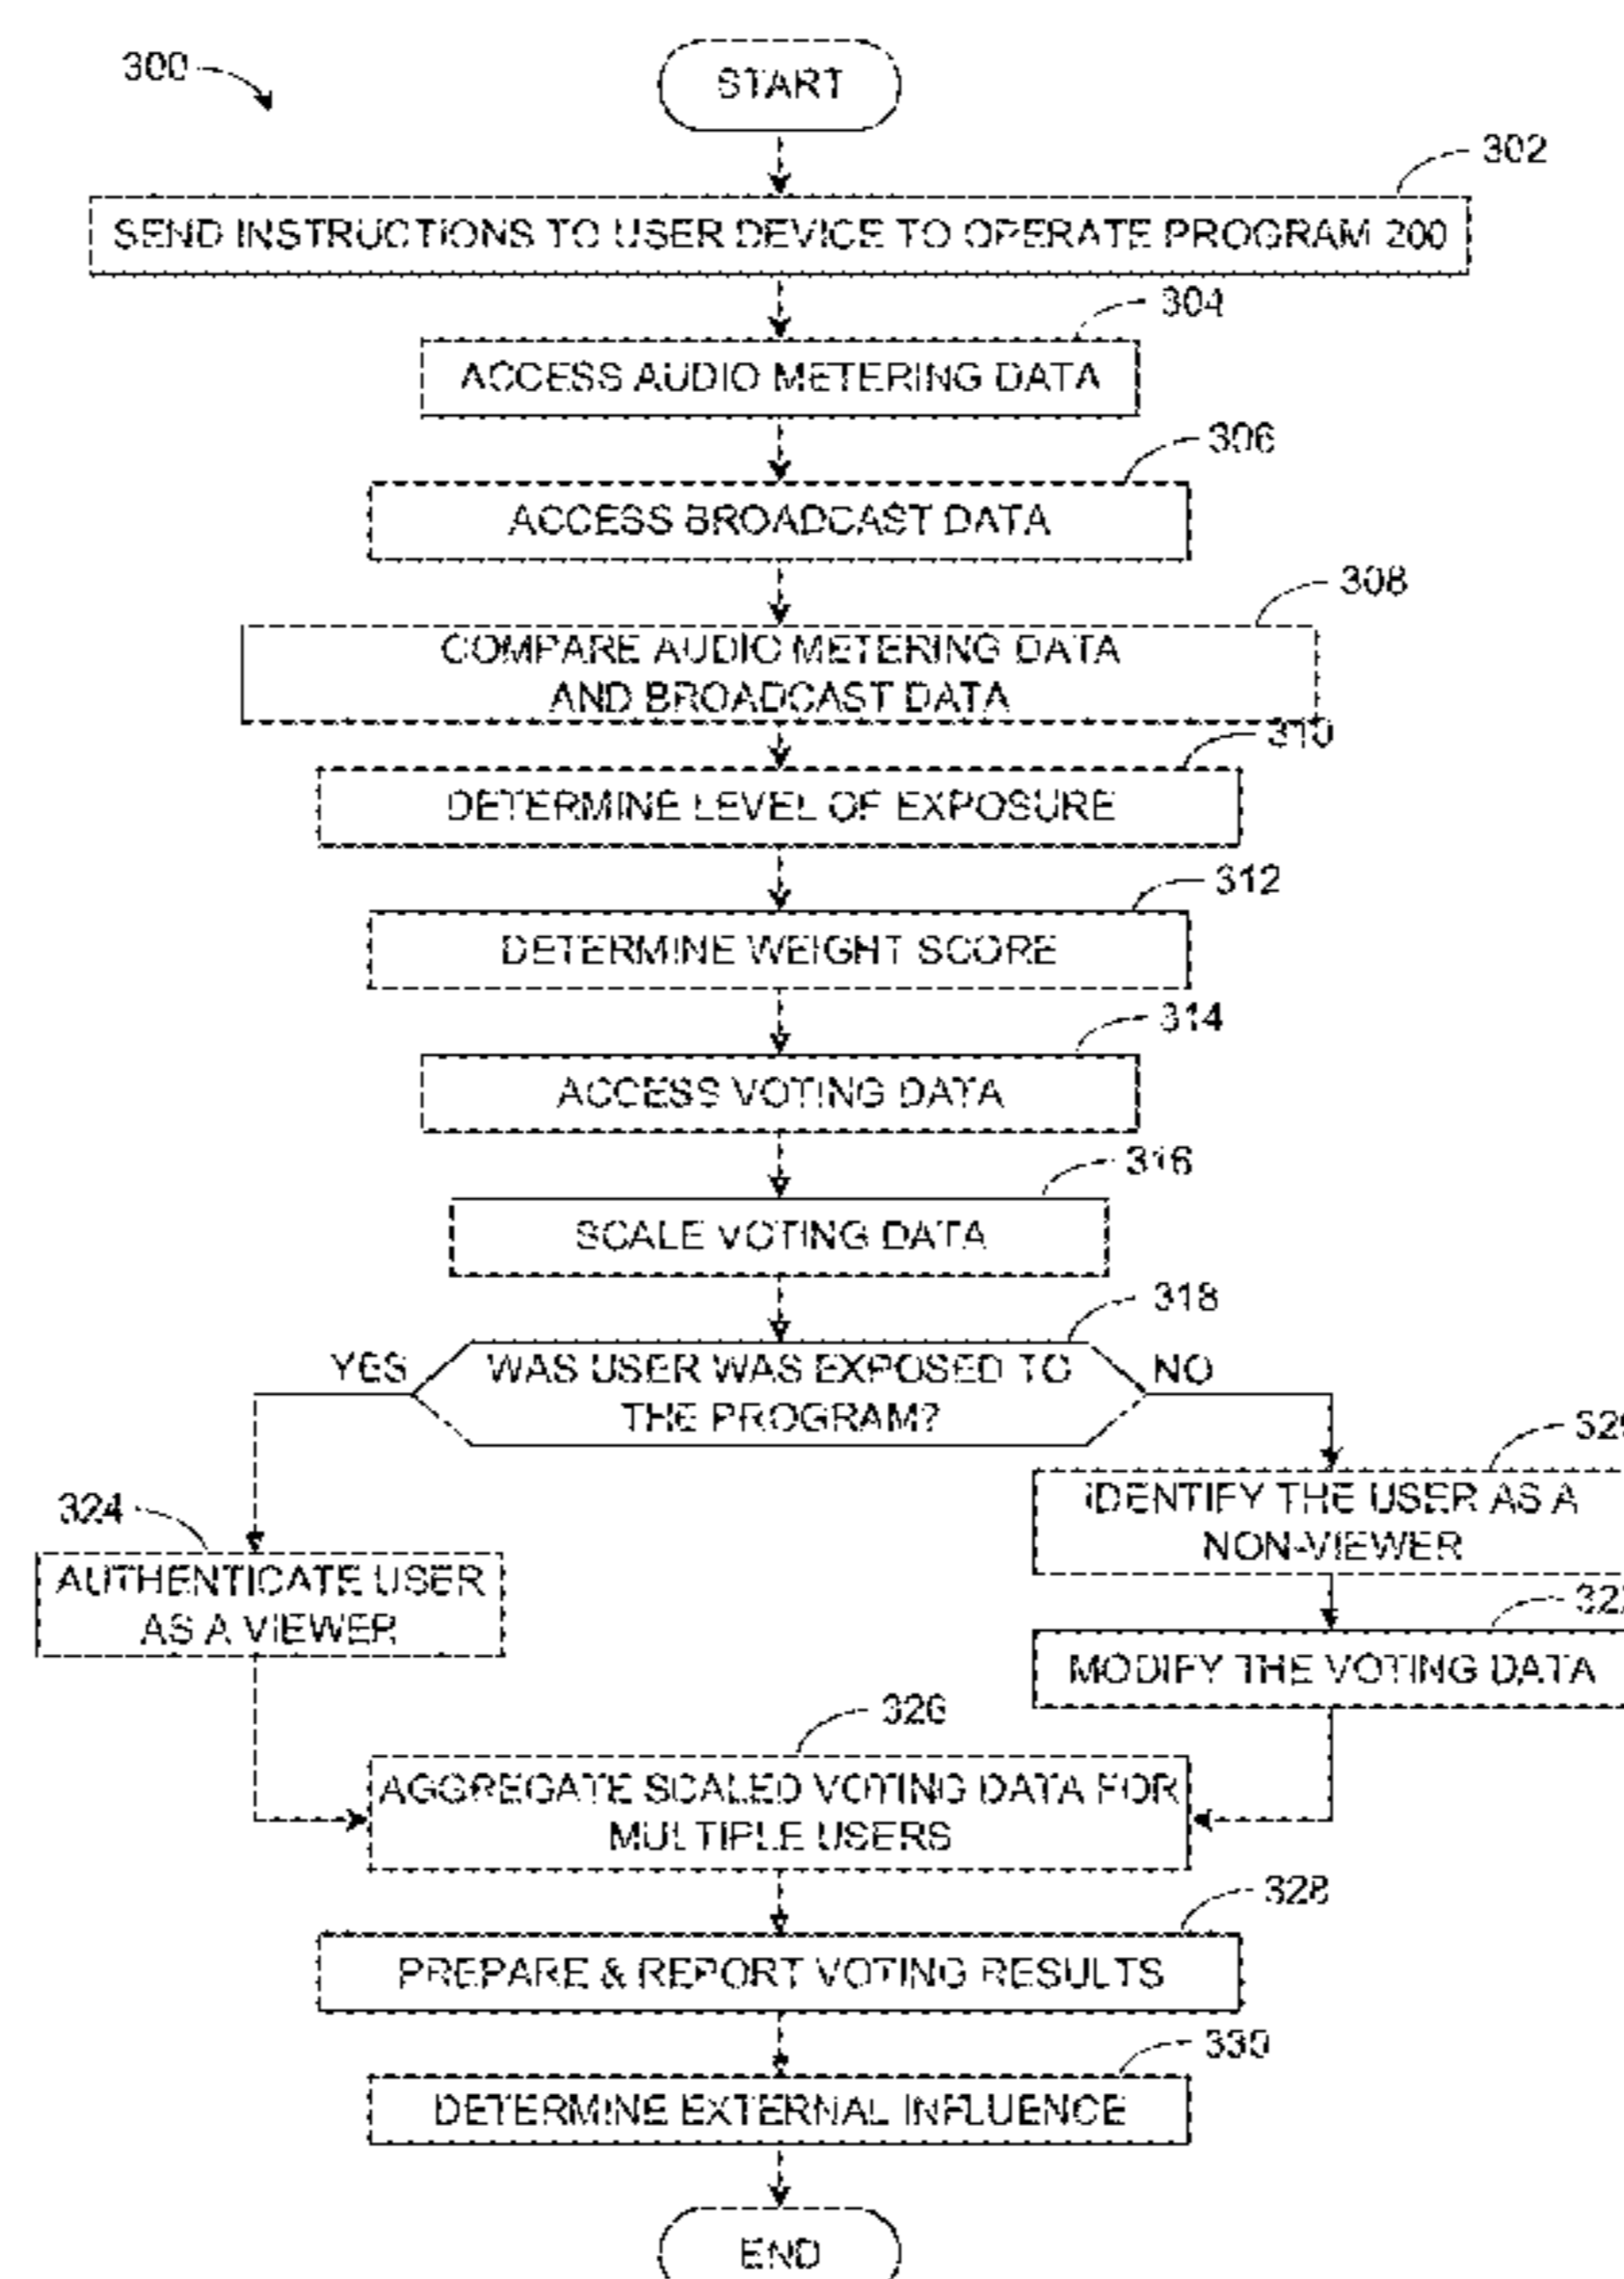 300
START
302
SEND INSTRUCTIONS TO USER DEVICE TO OPERATE PROGRAM 200
304
ACCESS AUDIO METERING DATA
306
ACCESS BROADCAST DATA
308
COMPARE AUDIO METERING DATA
AND BROADCAST DATA
310
DETERMINE LEVEL OF EXPOSURE
312
DETERMINE WEIGHT SCORE
314
ACCESS VOTING DATA
316
SCALE VOTING DATA
318
YES
WAS USER WAS EXPOSED TO
THE PROGRAM?
NO
324
AUTHENTICATE USER
AS A VIEWER
IDENTIFY THE USER AS A
NON-VIEWER
MODIFY THE VOTING DATA
326
AGGREGATE SCALED VOTING DATA FOR
MULTIPLE USERS
328
PREPARE & REPORT VOTING RESULTS
330
DETERMINE EXTERNAL INFLUENCE
END